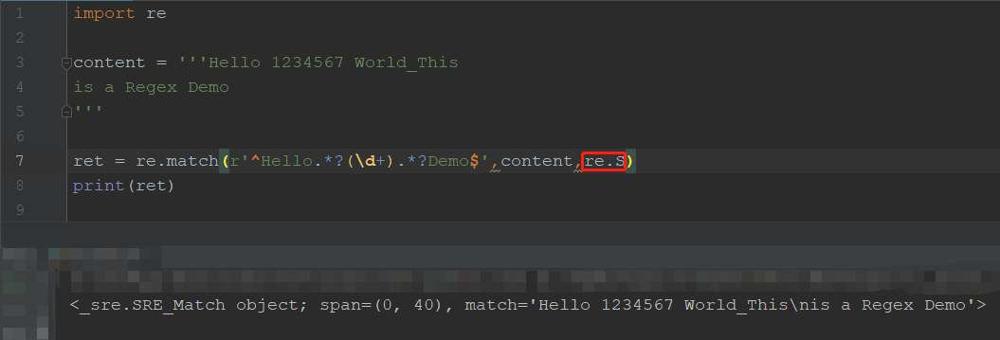 1 import re
2
3 content = '''Hello 1234567 World_This
4 is a Regex Demo
5 '''
6
7 ret = re.match(r'^Hello.*?(\d+).*?Demo$',content,re.S)
8 print(ret)
9
<_sre.SRE_Match object; span=(0, 40), match='Hello 1234567 World_This\nis a Regex Demo'>